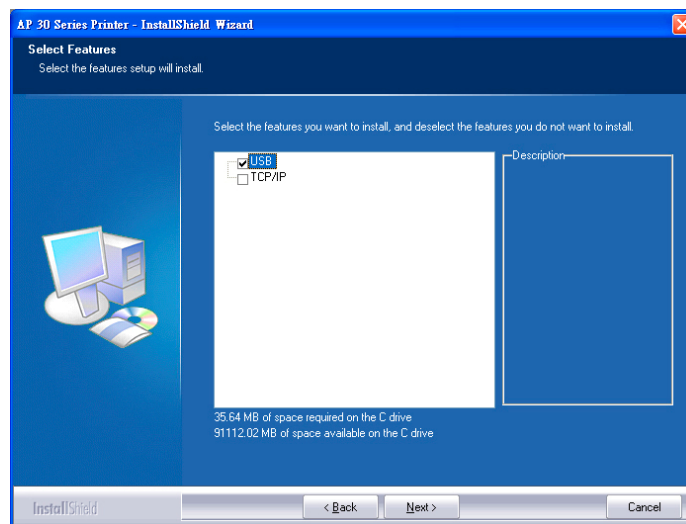 AP 30 Series Printer - InstallShield Wizard
Select Features
Select the features setup will install.
Select the features you want to install, and deselect the features you do not want to install.
USB
TCP/IP
Description
35.64 MB of space required on the C drive
91112.02 MB of space available on the C drive
InstallShield
< Back
Next >
Cancel